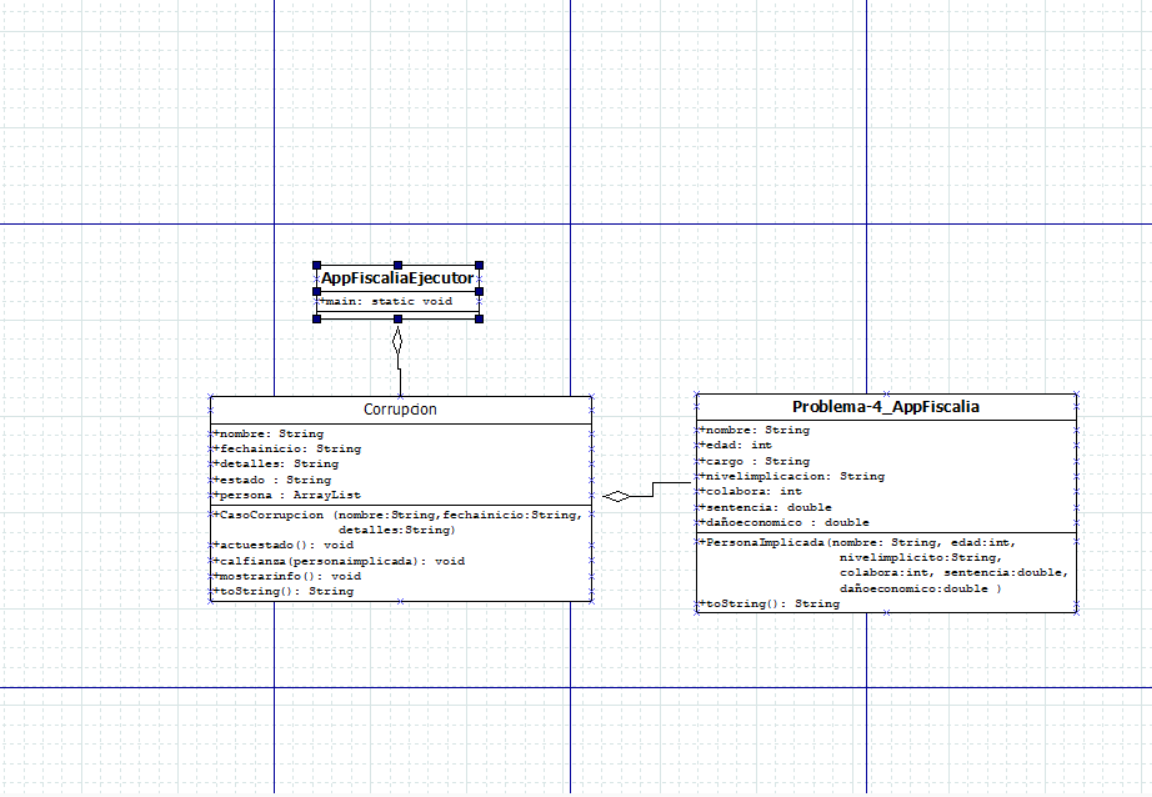 AppFiscaliaEjecutor
+main: static void
Corrupcion
+nombre: String
+fechainicio: String
+detalles: String
+estado : String
+persona : ArrayList
+CasoCorrupcion (nombre:String,fechainicio:String,
detalles:String)
+actuestado(): void
+calfianza(personaimplicada): void
+mostrarinfo(): void
+toString(): String
Problema-4_AppFiscalia
+nombre: String
+edad: int
+cargo : String
+nivelimplicacion: String
+colabora: int
+sentencia: double
+dañoeconomico : double
+PersonaImplicada(nombre: String, edad:int,
nivelimplicito:String,
colabora:int, sentencia:double,
dañoeconomico:double )
+toString(): String